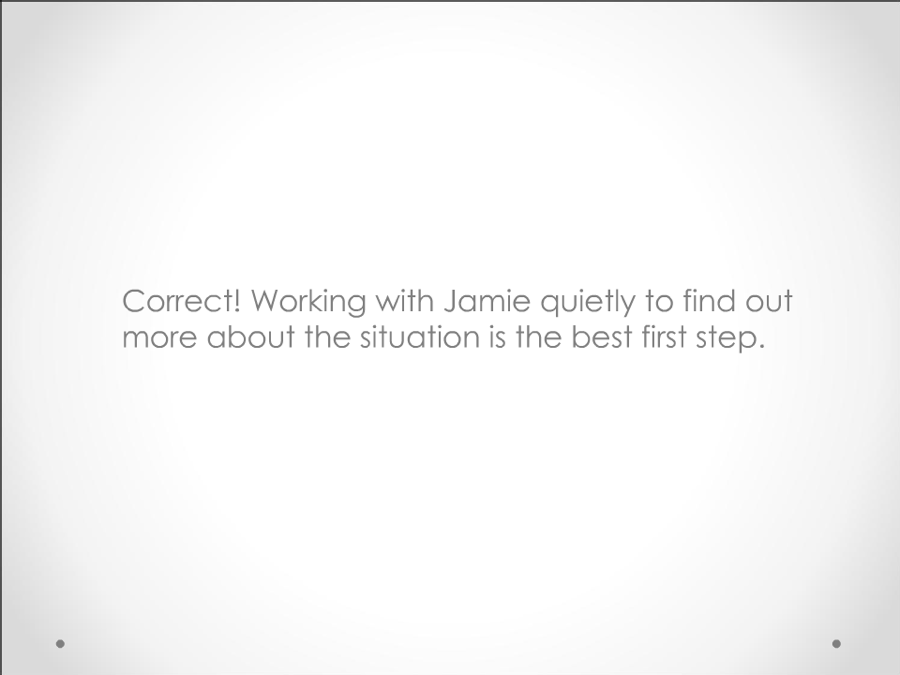 Correct! Working with Jamie quietly to find out
more about the situation is the best first step.